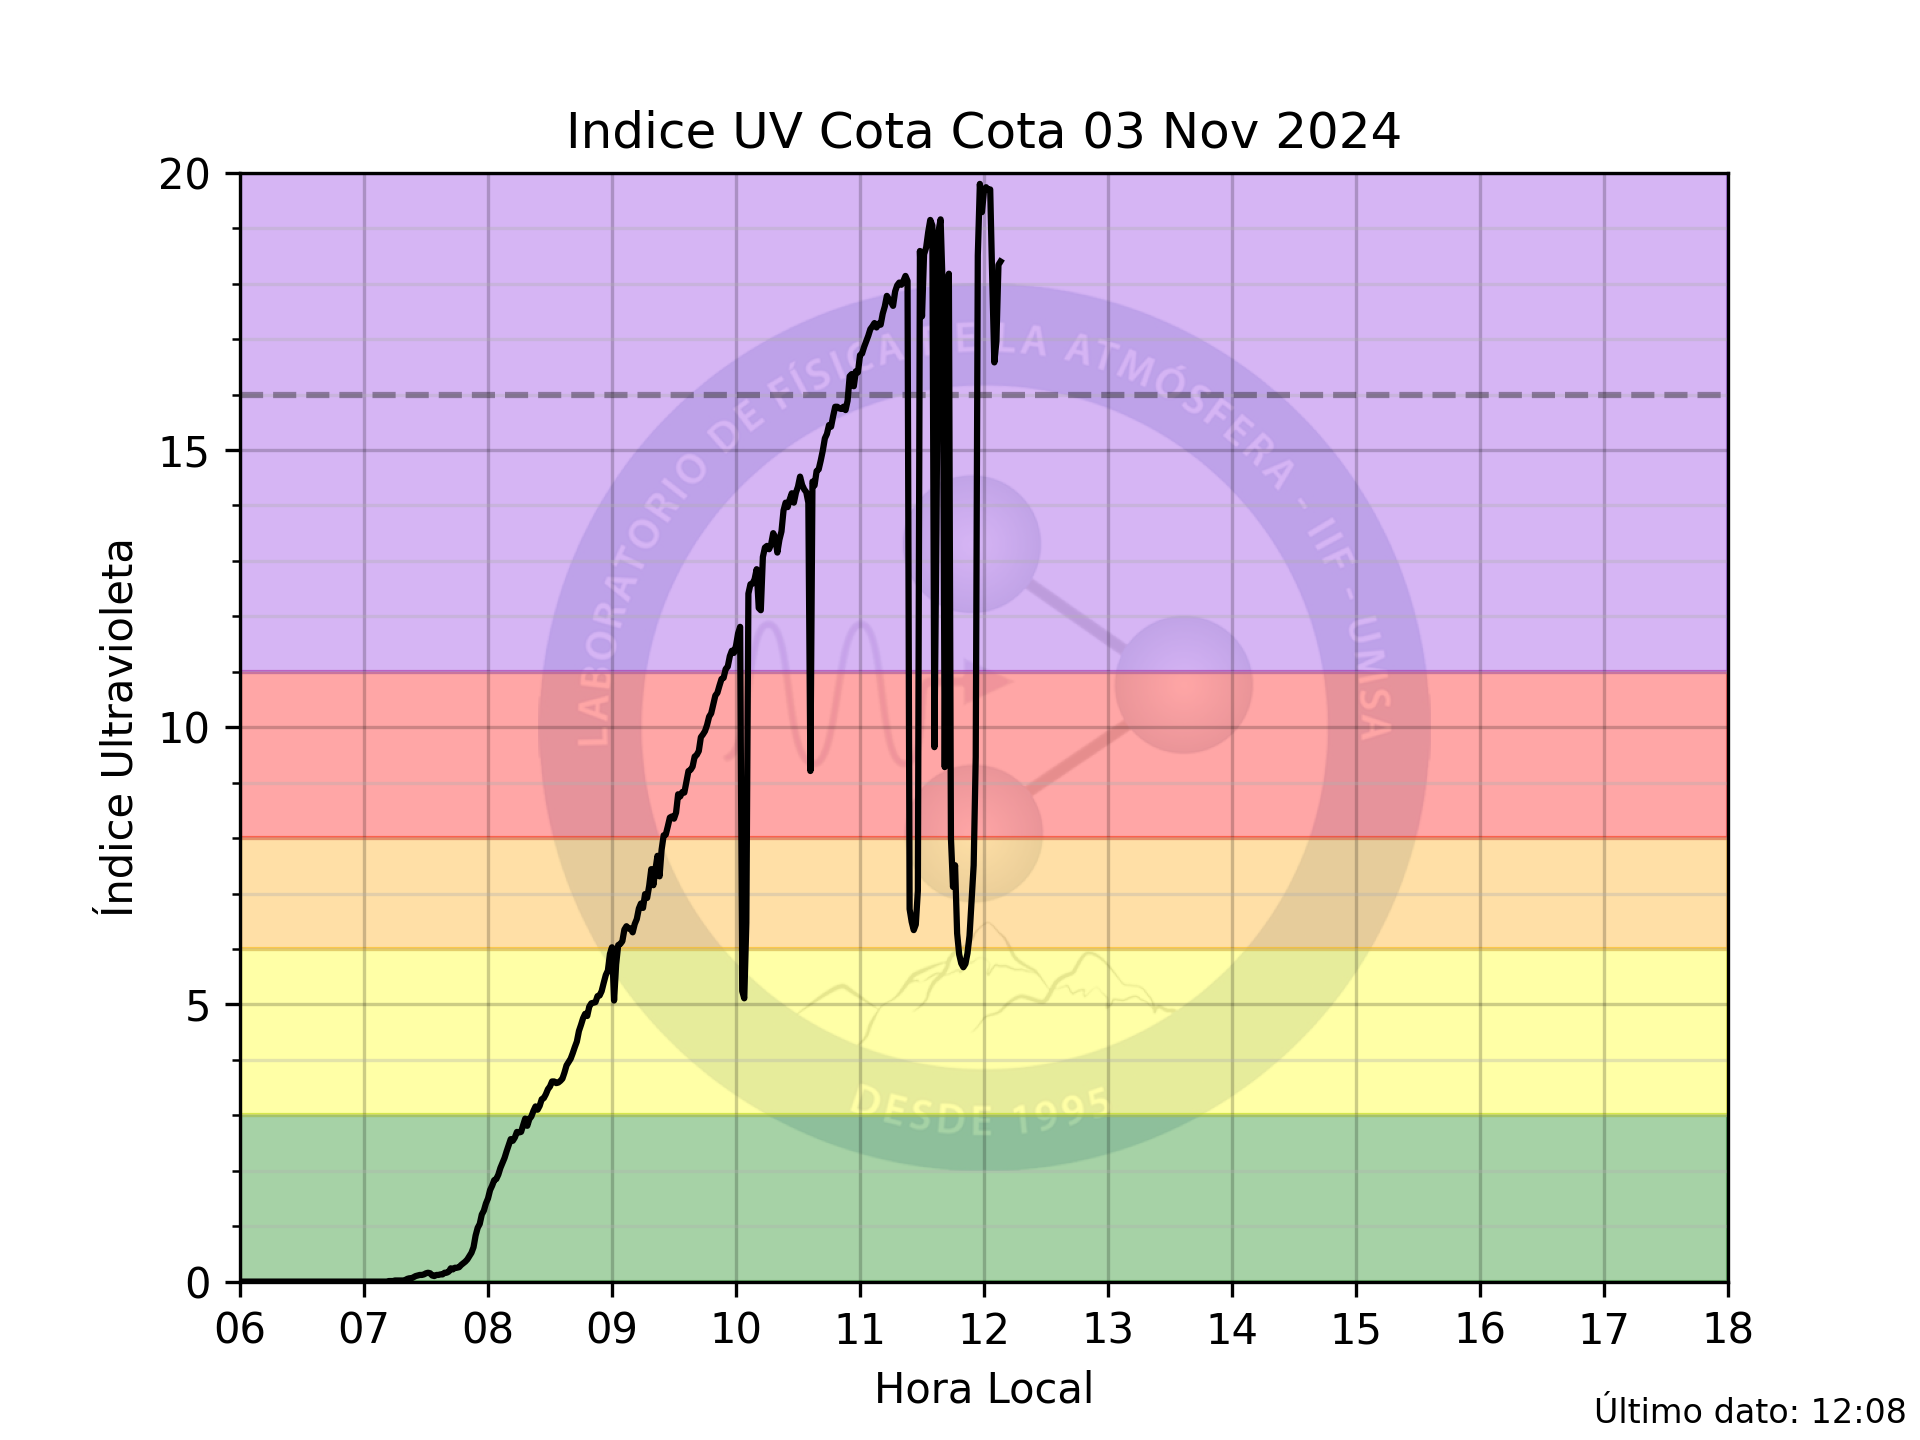 Indice UV Cota Cota 03 Nov 2024
20
15
10
5
0
Índice Ultravioleta
LABORATORIO DE FÍSICA DE LA ATMÓSFERA - IIF - UMSA
DESDE 1995
06 07 08 09 10 11 12 13 14 15 16 17 18
Hora Local
Último dato: 12:08